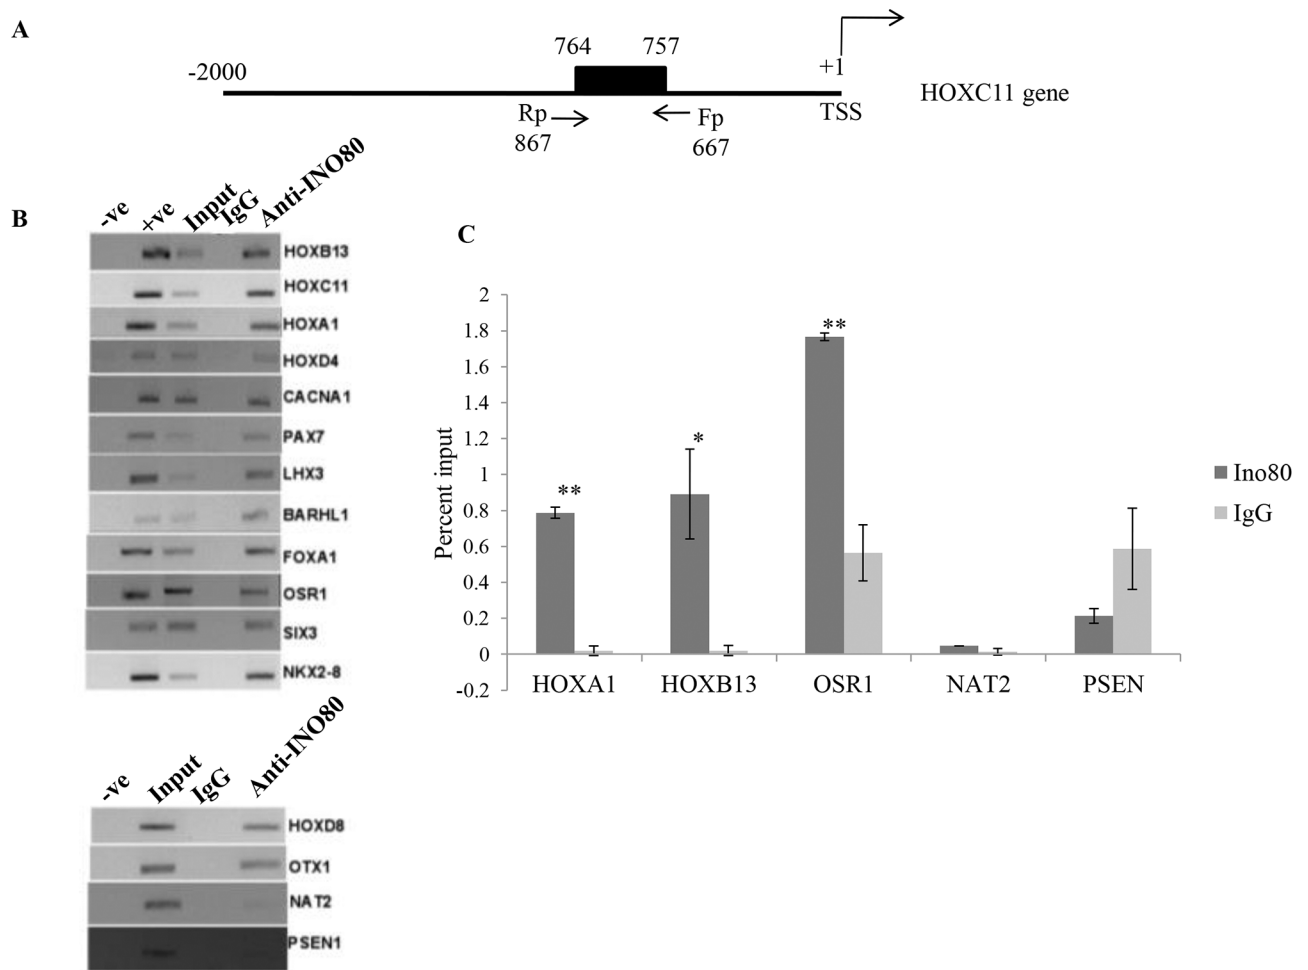 A
764 757
-2000
+1
HOXC11 gene
Rp
Fp
TSS
867
667
B
-ve +ve Input IgG Anti-INO80
HOXB13
HOXC11
HOXA1
HOXD4
CACNA1
PAX7
LHX3
BARHL1
FOXA1
OSR1
SIX3
NKX2-8
-ve Input IgG Anti-INO80
HOXD8
OTX1
NAT2
PSEN1
C
Percent input
2
1.8
1.6
1.4
1.2
1
0.8
0.6
0.4
0.2
0
-0.2
** * **
HOXA1 HOXB13 OSR1 NAT2 PSEN
Ino80
IgG